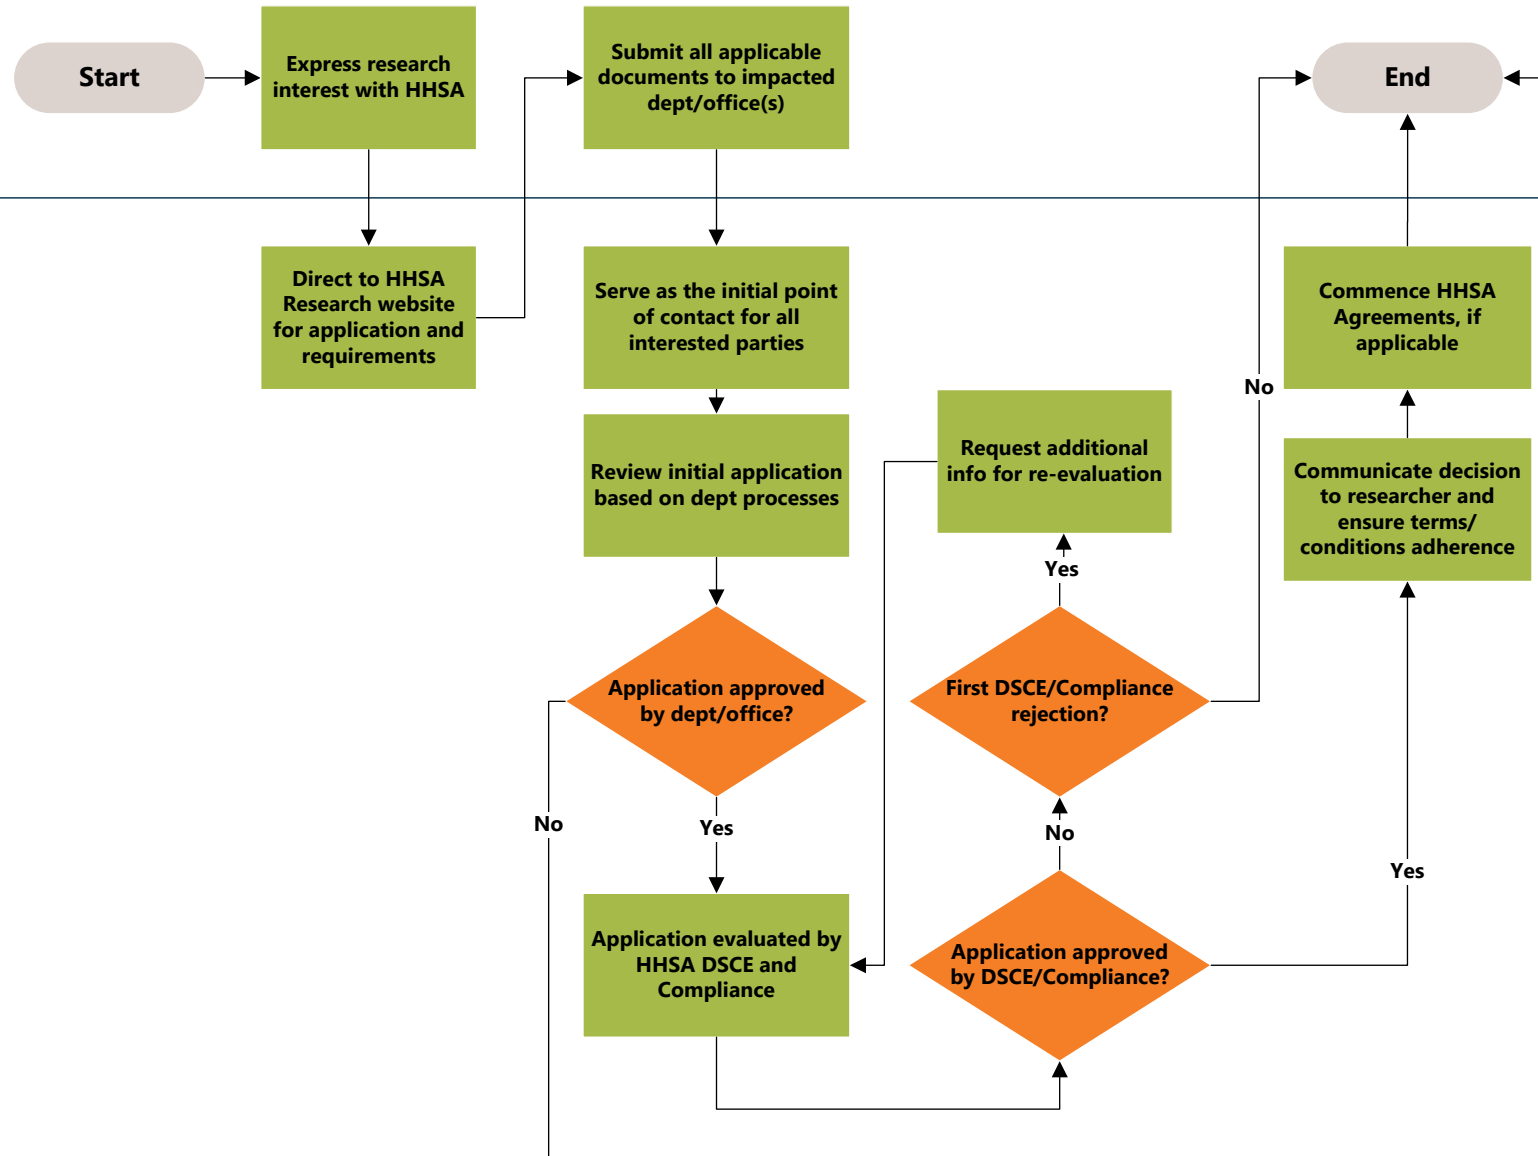 Start
Express research
interest with HHSA
Submit all applicable
documents to impacted
dept/office(s)
End
Direct to HHSA
Research website
for application and
requirements
Serve as the initial point
of contact for all
interested parties
Commence HHSA
Agreements, if
applicable
No
Review initial application
based on dept processes
Request additional
info for re-evaluation
Communicate decision
to researcher and
ensure terms/
conditions adherence
Yes
Application approved
by dept/office?
First DSCE/Compliance
rejection?
No
Yes
No
Yes
Application evaluated by
HHSA DSCE and
Compliance
Application approved
by DSCE/Compliance?